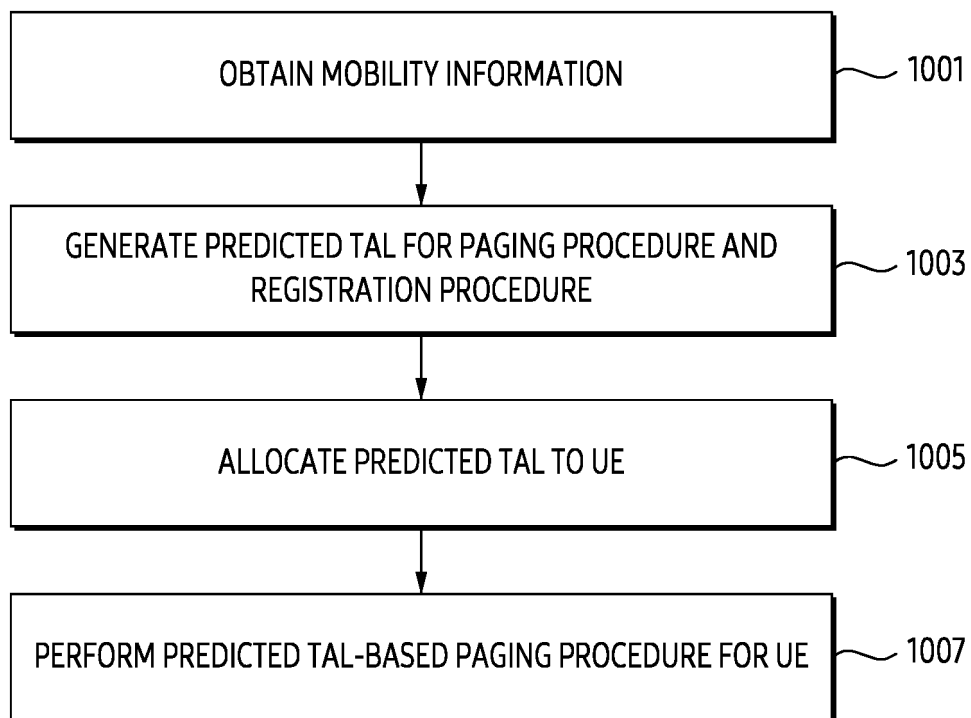 OBTAIN MOBILITY INFORMATION
1001
GENERATE PREDICTED TAL FOR PAGING PROCEDURE AND
REGISTRATION PROCEDURE
1003
ALLOCATE PREDICTED TAL TO UE
1005
PERFORM PREDICTED TAL-BASED PAGING PROCEDURE FOR UE
1007